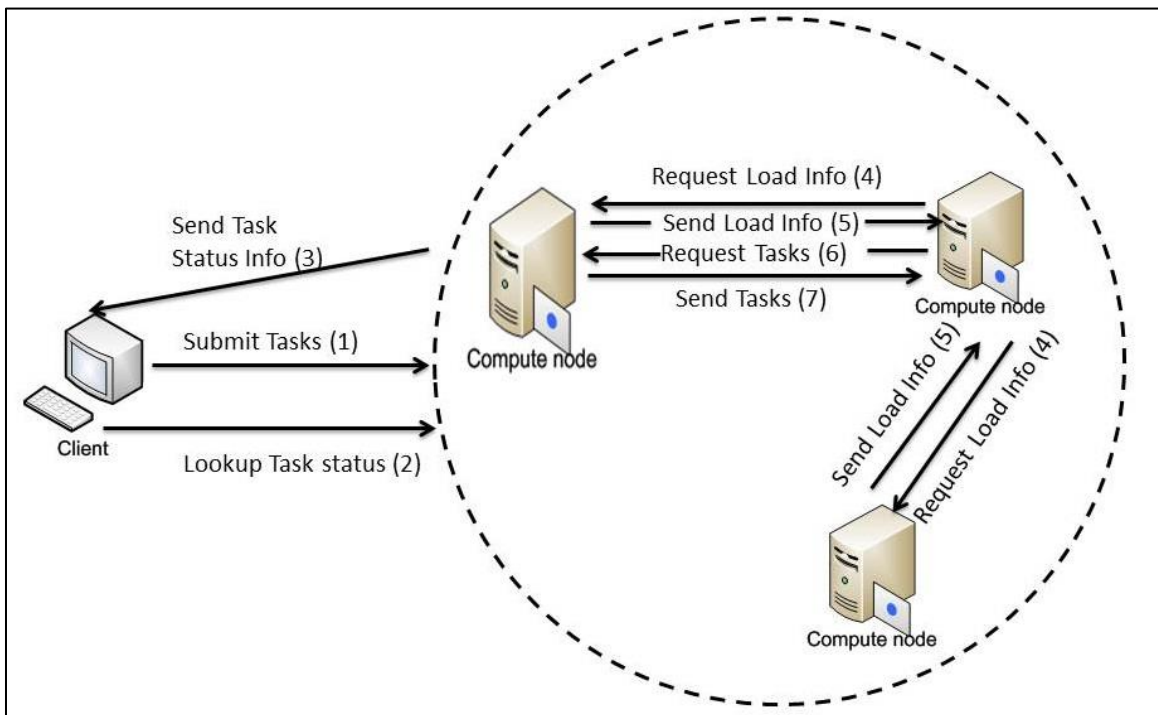 Request Load Info (4)
Send Load Info (5)
Request Tasks (6)
Send Tasks (7)
Send Task
Status Info (3)
Submit Tasks (1)
Lookup Task status (2)
Client
Compute node
Compute node
Send Load Info (5)
Request Load Info (4)
Compute node